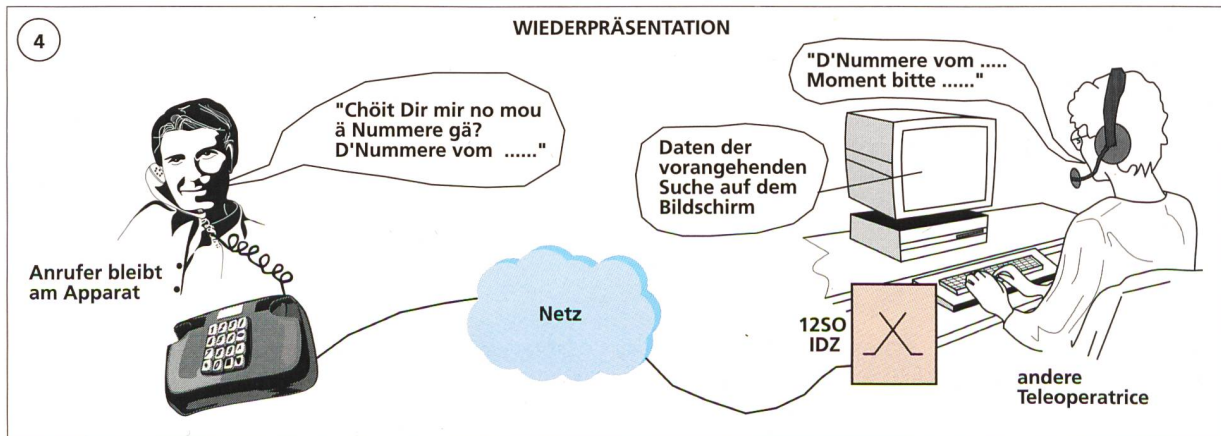 4
WIEDERPRÄSENTATION
"Chöit Dir mir no mou
ä Nummere gä?
D'Nummere vom ......"
"D'Nummere vom .....
Moment bitte ......"
Daten der
vorangehenden
Suche auf dem
Bildschirm
Anrufer bleibt
am Apparat
Netz
12SO
IDZ
andere
Teleoperatrice